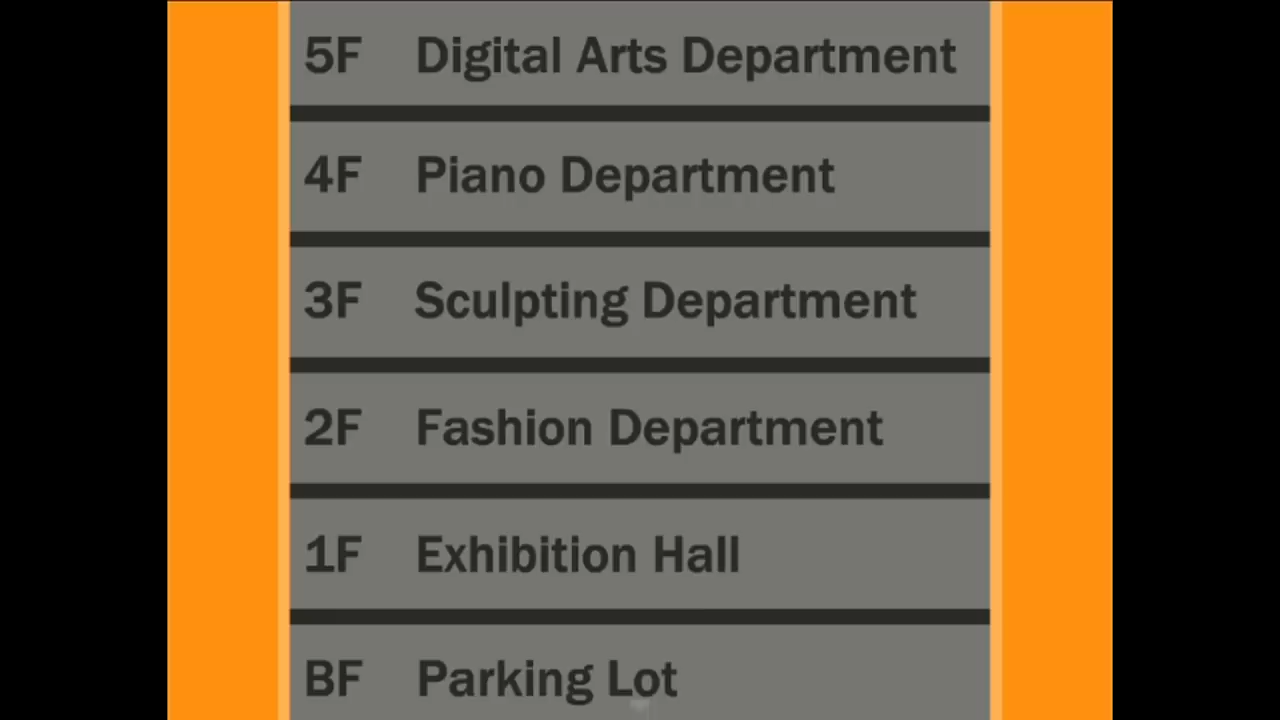 5F Digital Arts Department
4F Piano Department
3F Sculpting Department
2F Fashion Department
1F Exhibition Hall
BF Parking Lot